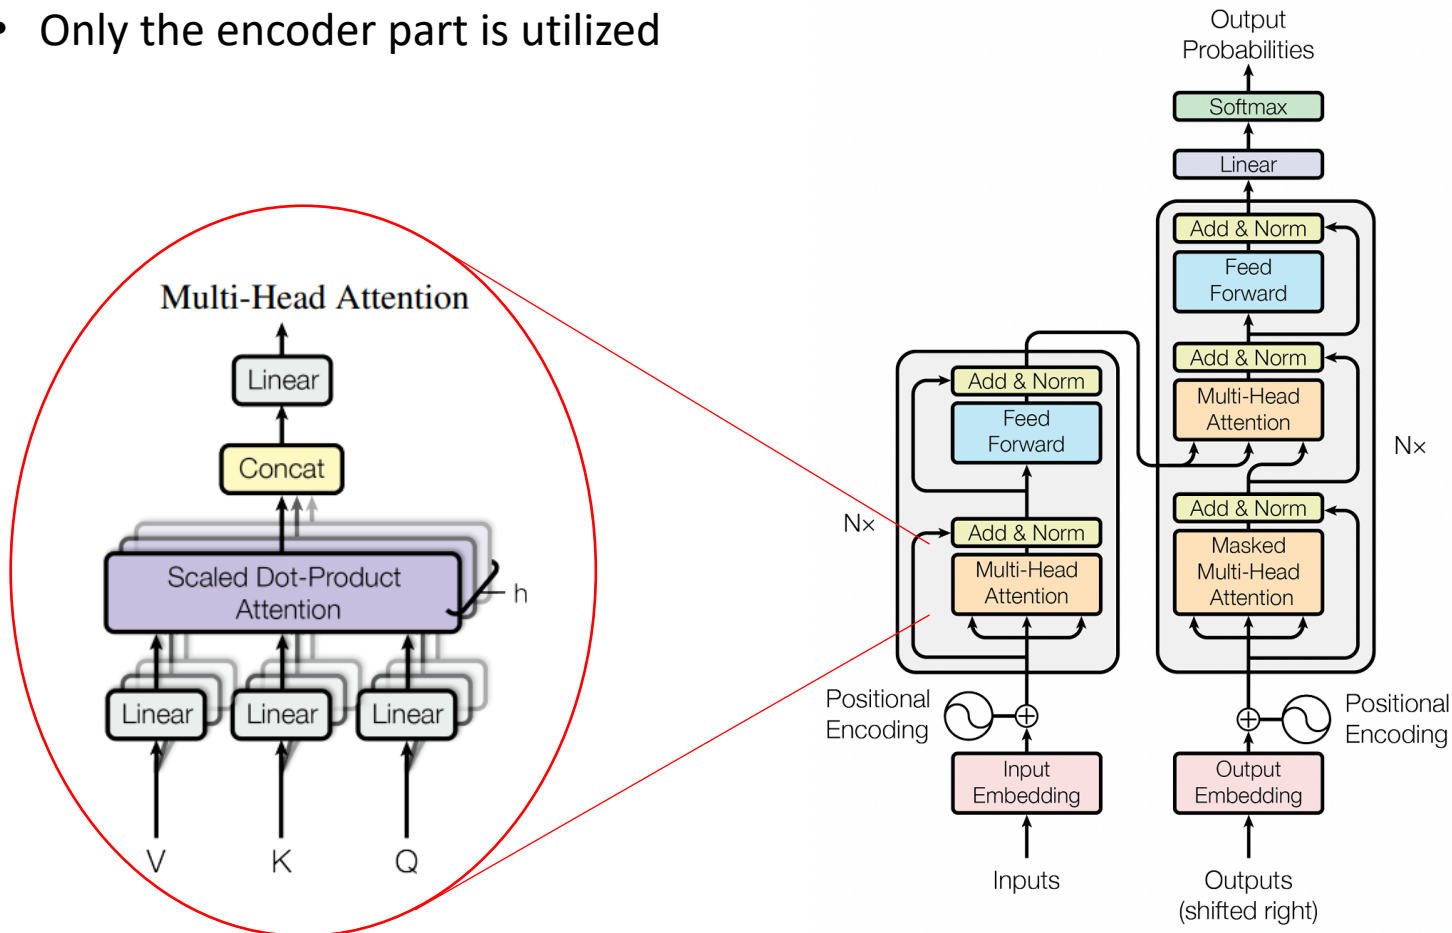 • Only the encoder part is utilized
Multi-Head Attention
Linear
Concat
Scaled Dot-Product
Attention
h
Linear
Linear
Linear
V
K
Q
Output
Probabilities
Softmax
Linear
Add & Norm
Feed
Forward
Add & Norm
Multi-Head
Attention
N×
Add & Norm
Masked
Multi-Head
Attention
Add & Norm
Feed
Forward
N×
Add & Norm
Multi-Head
Attention
Positional
Encoding
Positional
Encoding
Input
Embedding
Output
Embedding
Inputs
Outputs
(shifted right)